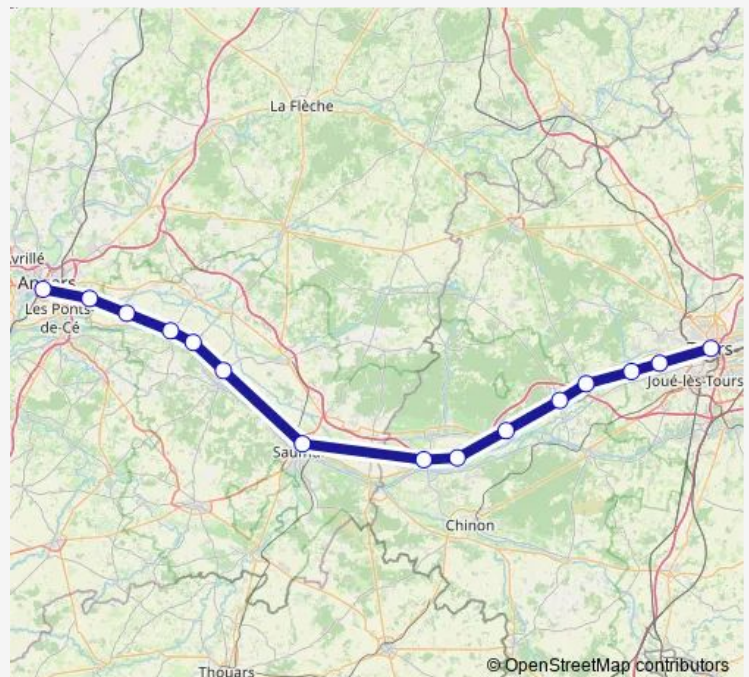 La Flèche
Les Ponts-
de-Cé
Joué-lès-Tours
Chinon
Thouars
© OpenStreetMap contributors